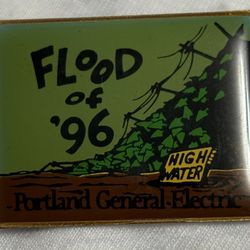 FLOOD
of
'96
HIGH
WATER
Portland General Electric